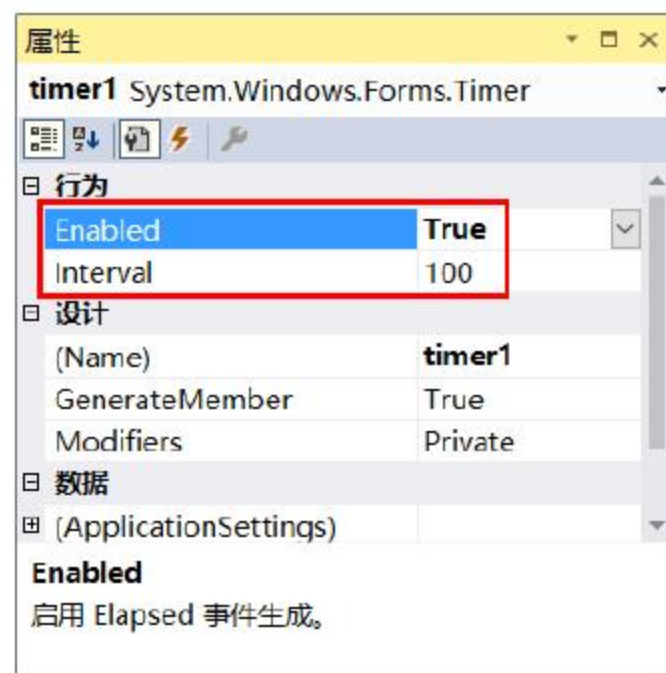 属性
timer1 System.Windows.Forms.Timer
行为
Enabled True
Interval 100
设计
(Name) timer1
GenerateMember True
Modifiers Private
数据
(ApplicationSettings)
Enabled
启用 Elapsed 事件生成。